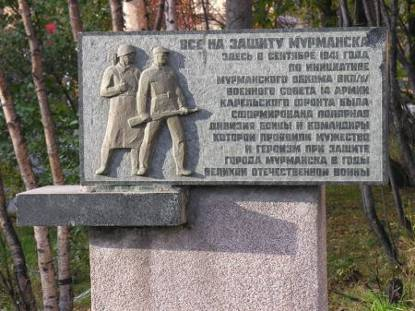 ВСЕ НА ЗАЩИТУ МУРМАНСКА
ЗДЕСЬ В СЕНТЯБРЕ 1941 ГОДА
ПО ИНИЦИАТИВЕ
МУРМАНСКОГО ОБКОМА ВКП/б/
ВОЕННОГО СОВЕТА 14 АРМИИ
КАРЕЛЬСКОГО ФРОНТА БЫЛА
СФОРМИРОВАНА ПОЛЯРНАЯ
ДИВИЗИЯ БОЙЦЫ И КОМАНДИРЫ
КОТОРОЙ ПРОЯВИЛИ МУЖЕСТВО
И ГЕРОИЗМ ПРИ ЗАЩИТЕ
ГОРОДА МУРМАНСКА В ГОДЫ
ВЕЛИКОЙ ОТЕЧЕСТВЕННОЙ ВОЙНЫ